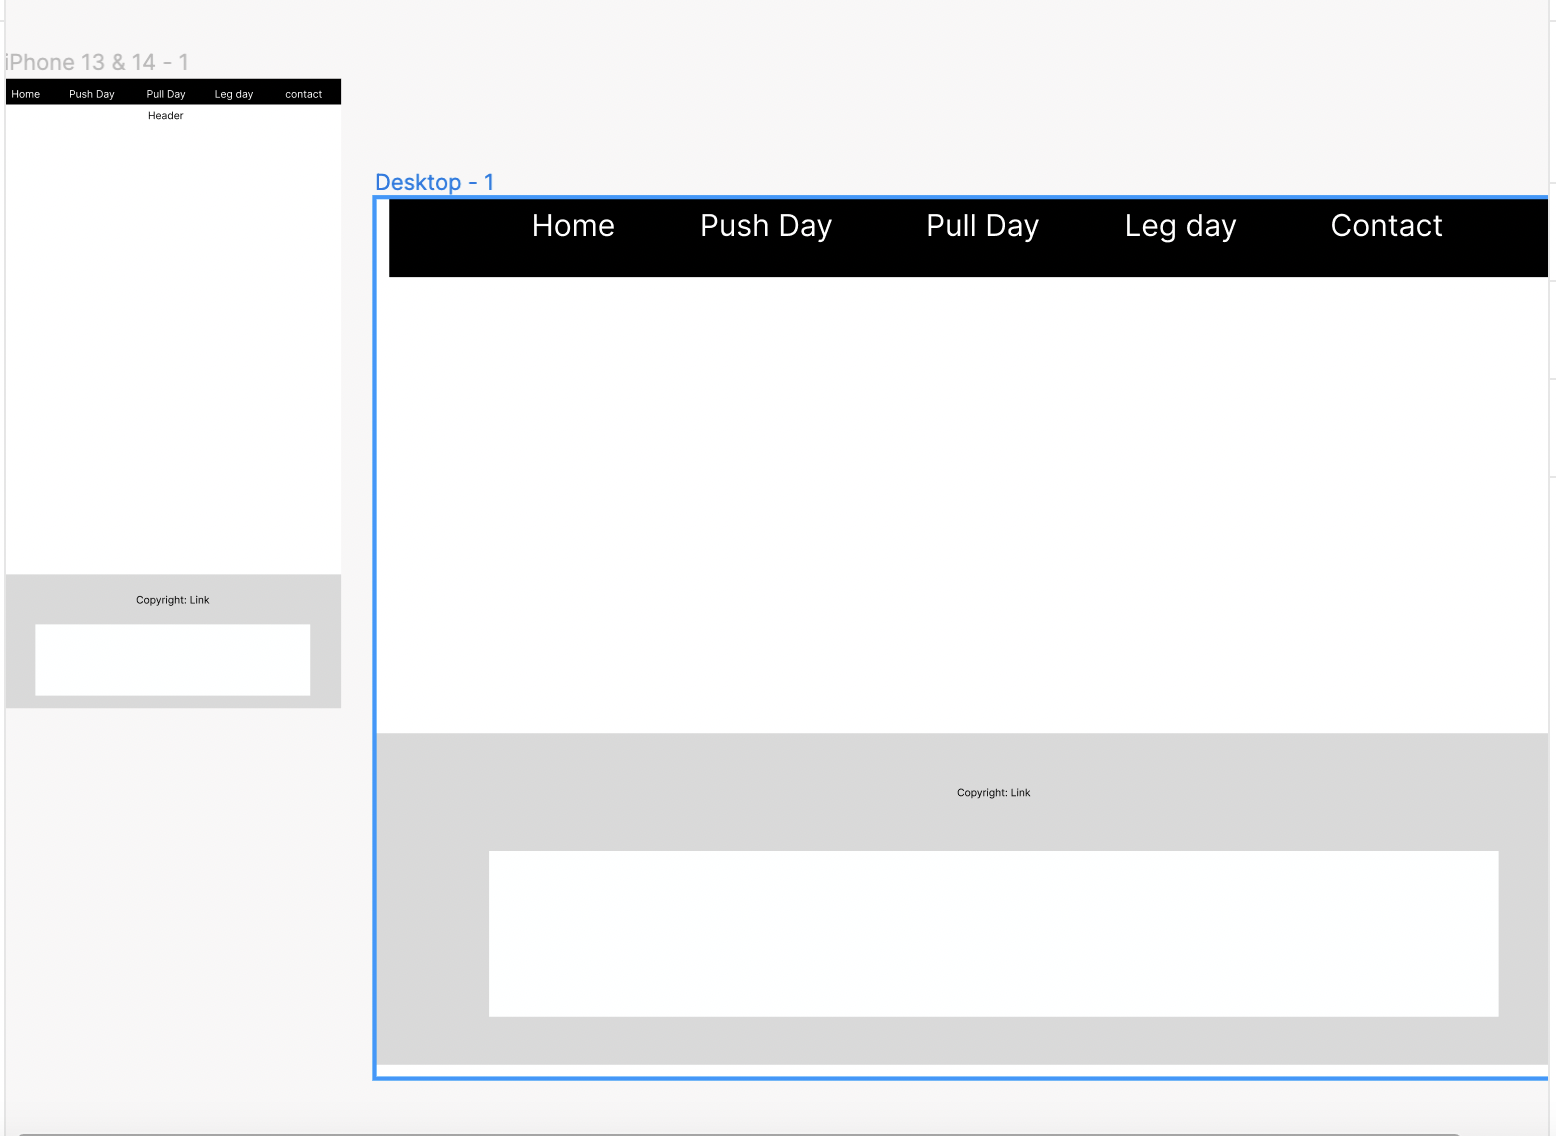 iPhone 13 & 14 - 1
Home Push Day Pull Day Leg day contact
Header
Copyright: Link
Desktop - 1
Home Push Day Pull Day Leg day Contact
Copyright: Link